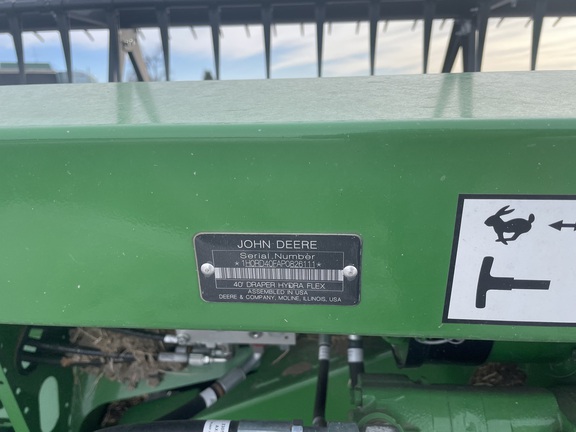 JOHN DEERE
Serial Number
*1H0RD40FAP0826111*
40' DRAPER HYDRA FLEX
ASSEMBLED IN USA
DEERE & COMPANY, MOLINE, ILLINOIS, USA